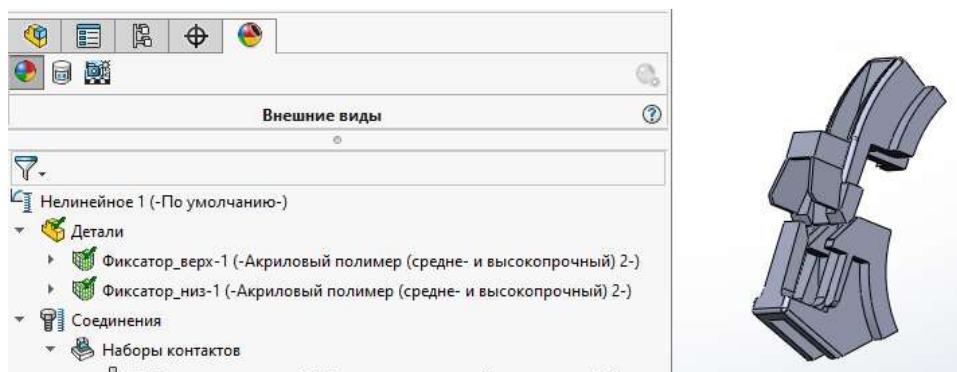 Внешние виды
Нелинейное 1 (-По умолчанию-)
Детали
Фиксатор_верх-1 (-Акриловый полимер (средне- и высокопрочный) 2-)
Фиксатор_низ-1 (-Акриловый полимер (средне- и высокопрочный) 2-)
Соединения
Наборы контактов